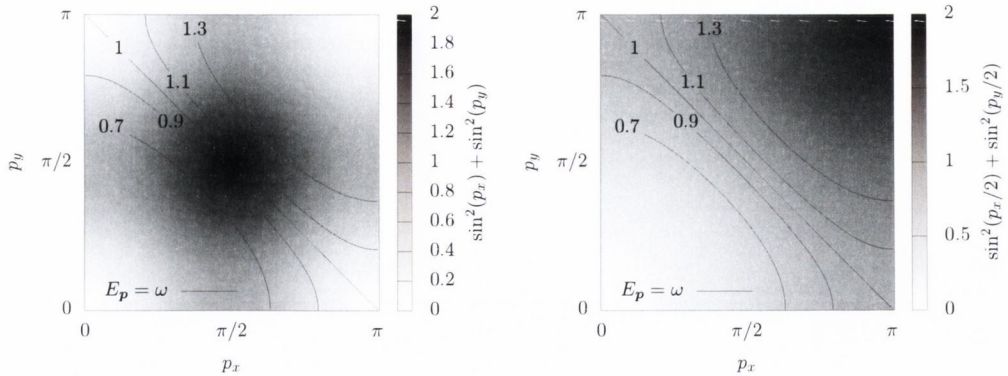 π
π/2
0
p_y
1
1.3
1.1
0.7
0.9
E_p = ω
0
π/2
π
p_x
2
1.8
1.6
1.4
1.2
1
0.8
0.6
0.4
0.2
0
sin²(p_x) + sin²(p_y)
π
π/2
0
p_y
1
1.3
1.1
0.7
0.9
E_p = ω
0
π/2
π
p_x
2
1.5
1
0.5
0
sin²(p_x/2) + sin²(p_y/2)